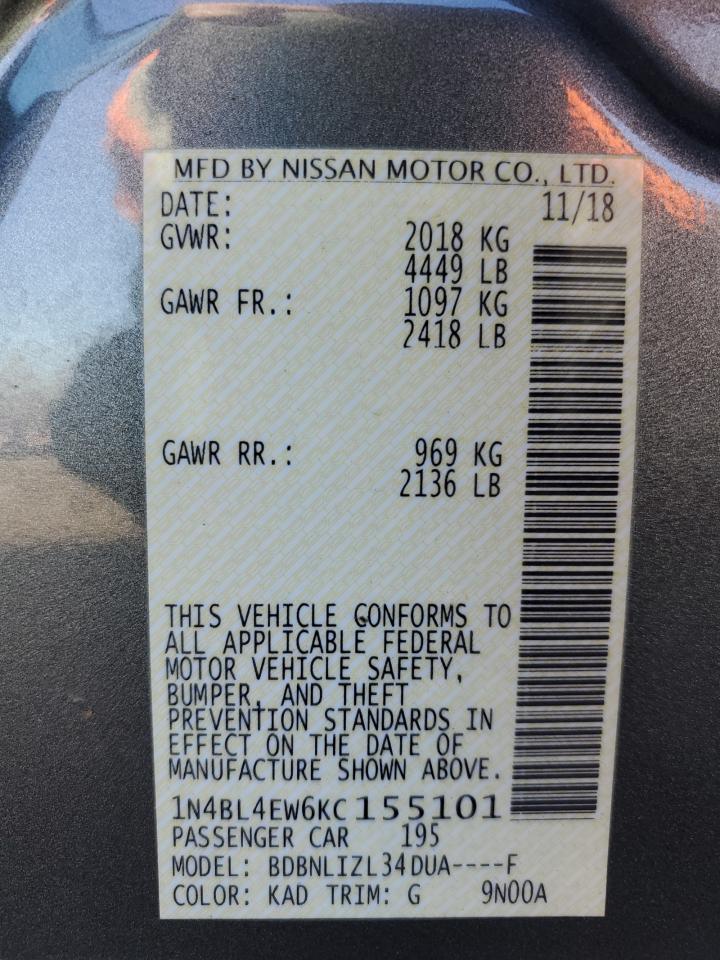 MFD BY NISSAN MOTOR CO., LTD.
DATE: 11/18
GVWR: 2018 KG
4449 LB
GAWR FR.: 1097 KG
2418 LB
GAWR RR.: 969 KG
2136 LB
THIS VEHICLE CONFORMS TO
ALL APPLICABLE FEDERAL
MOTOR VEHICLE SAFETY,
BUMPER, AND THEFT
PREVENTION STANDARDS IN
EFFECT ON THE DATE OF
MANUFACTURE SHOWN ABOVE.
1N4BL4EW6KC155101
PASSENGER CAR 195
MODEL: BDBNLIZL34DUA----F
COLOR: KAD TRIM: G 9N00A